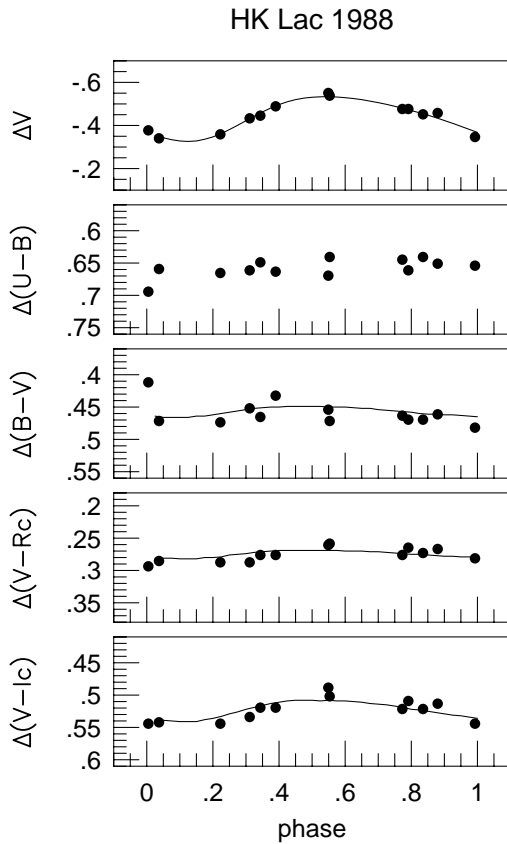 HK Lac 1988
ΔV
-.6
-.4
-.2
Δ(U−B)
.6
.65
.7
.75
Δ(B−V)
.4
.45
.5
.55
Δ(V−Rc)
.2
.25
.3
.35
Δ(V−Ic)
.45
.5
.55
.6
0 .2 .4 .6 .8 1
phase